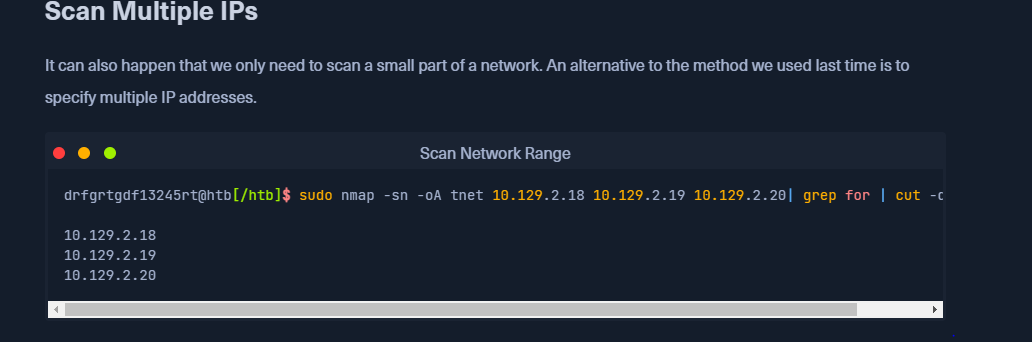 Scan Multiple IPs
It can also happen that we only need to scan a small part of a network. An alternative to the method we used last time is to
specify multiple IP addresses.
Scan Network Range
drfgrtgdf13245rt@htb[/htb]$ sudo nmap -sn -oA tnet 10.129.2.18 10.129.2.19 10.129.2.20| grep for | cut -d
10.129.2.18
10.129.2.19
10.129.2.20